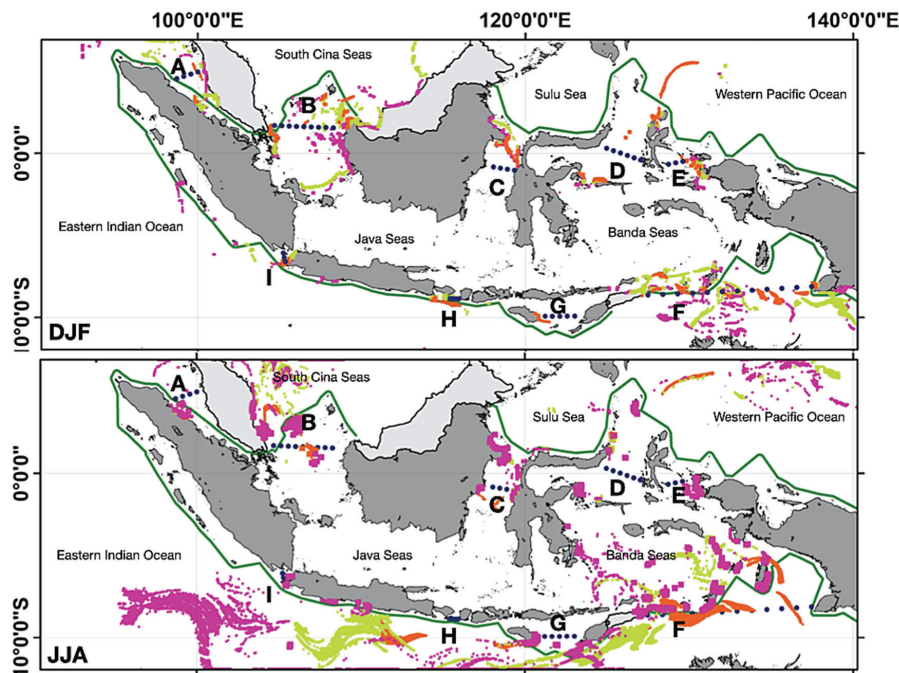 100°0'0"E 120°0'0"E 140°0'0"E
South Cina Seas
A
B
Sulu Sea
Western Pacific Ocean
0°0'0"
C
D
E
Eastern Indian Ocean
Java Seas
Banda Seas
I
H
G
F
10°0'0"S
DJF
A
South Cina Seas
B
Sulu Sea
Western Pacific Ocean
0°0'0"
C
D
E
Eastern Indian Ocean
Java Seas
Banda Seas
I
H
G
F
10°0'0"S
JJA